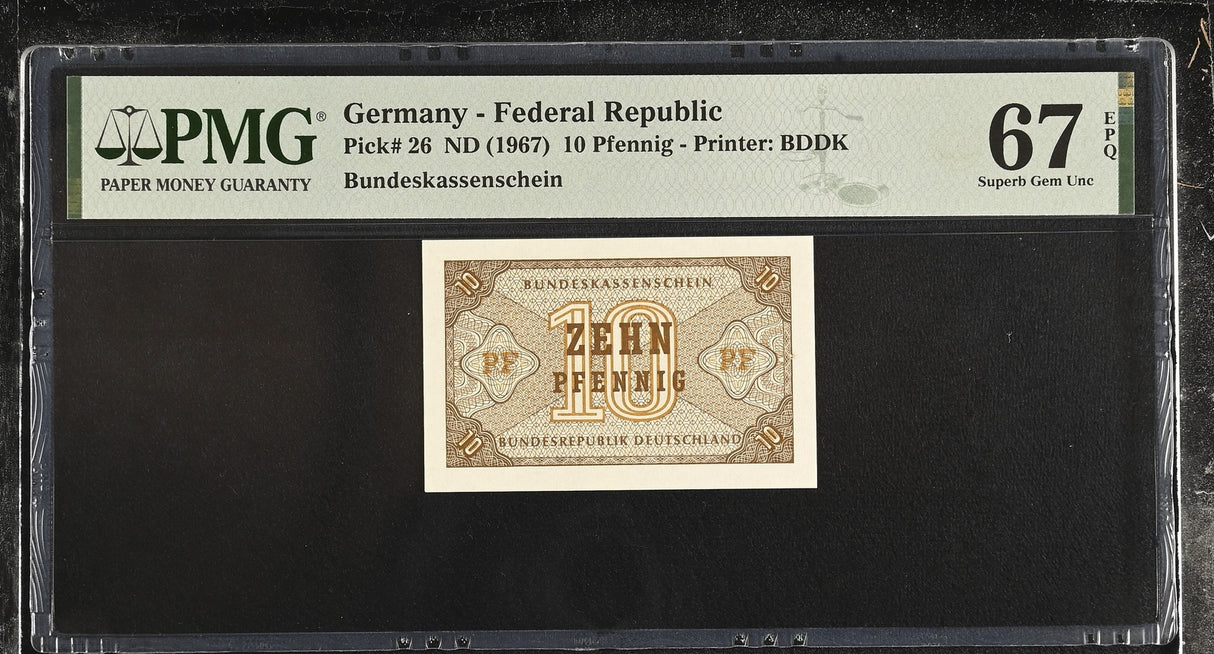 PMG®
PAPER MONEY GUARANTY
Germany - Federal Republic
Pick# 26 ND (1967) 10 Pfennig - Printer: BDDK
Bundeskassenschein
67
EPQ
Superb Gem Unc
10 10
BUNDESKASSENSCHEIN
10
ZEHN
PF PF
PFENNIG
BUNDESREPUBLIK DEUTSCHLAND
10 10